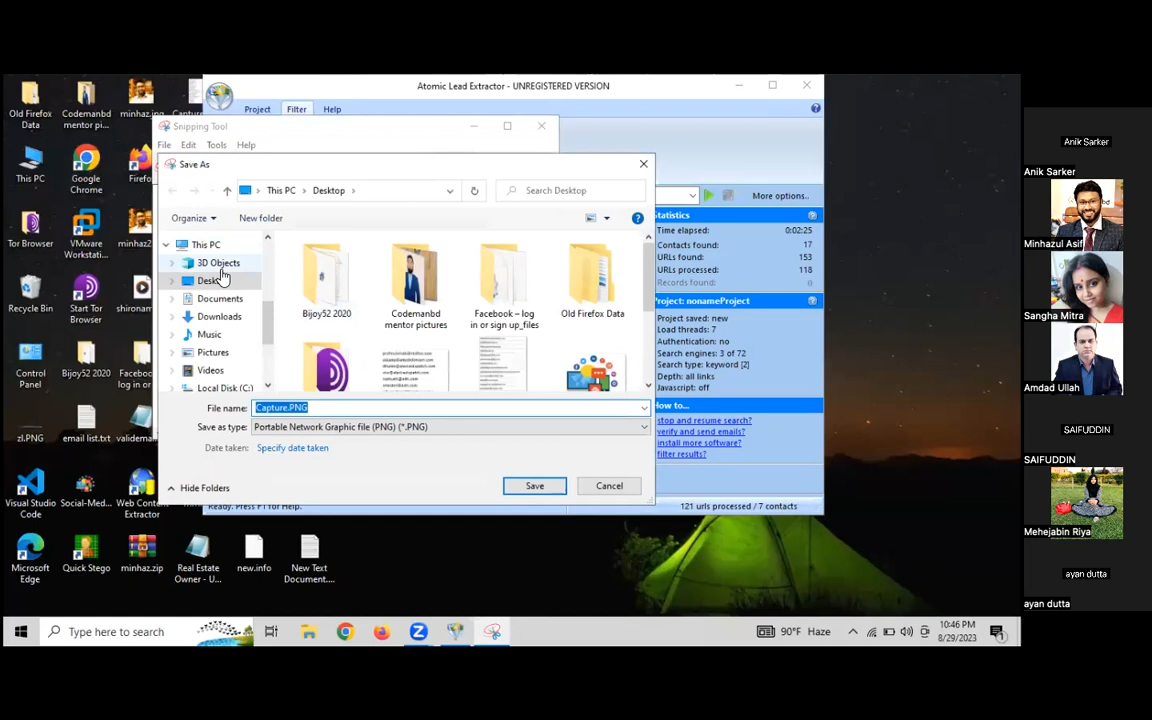 Atomic Lead Extractor - UNREGISTERED VERSION
Project
Filter
Help
Snipping Tool
File Edit Tools Help
Save As
This PC > Desktop >
Search Desktop
Organize
New folder
This PC
3D Objects
Documents
Downloads
Music
Pictures
Videos
Local Disk (C:)
Bijoy52 2020
Codemanbd
mentor pictures
Facebook – log
in or sign up_files
Old Firefox Data
File name:
Capture.PNG
Save as type:
Portable Network Graphic file (PNG) (*.PNG)
Date taken:
Specify date taken
Hide Folders
Save
Cancel
More options..
Statistics
Time elapsed: 0:02:25
Contacts found: 17
URLs found: 153
URLs processed: 118
Records found: 0
Project: nonameProject
Project saved: new
Load threads: 7
Authentication: no
Search engines: 3 of 72
Search type: keyword [2]
Depth: all links
Javascript: off
How to...
stop and resume search?
verify and send emails?
install more software?
filter results?
Ready. Press F1 for Help.
121 urls processed / 7 contacts
Old Firefox
Data
Codemanbd
mentor pi...
minhaz.jpg
This PC
Google
Chrome
Tor Browser
VMware
Workstati...
Recycle Bin
Start Tor
Browser
Control
Panel
Bijoy52 2020
zl.PNG
email list.txt
Visual Studio
Code
Social-Med...
Web Content
Extractor
Microsoft
Edge
Quick Stego
minhaz.zip
Real Estate
Owner - U...
new.info
New Text
Document....
Type here to search
90°F Haze
10:46 PM
8/29/2023
Anik Sarker
Anik Sarker
Minhazul Asif
Sangha Mitra
Amdad Ullah
SAIFUDDIN
SAIFUDDIN
Mehejabin Riya
ayan dutta
ayan dutta